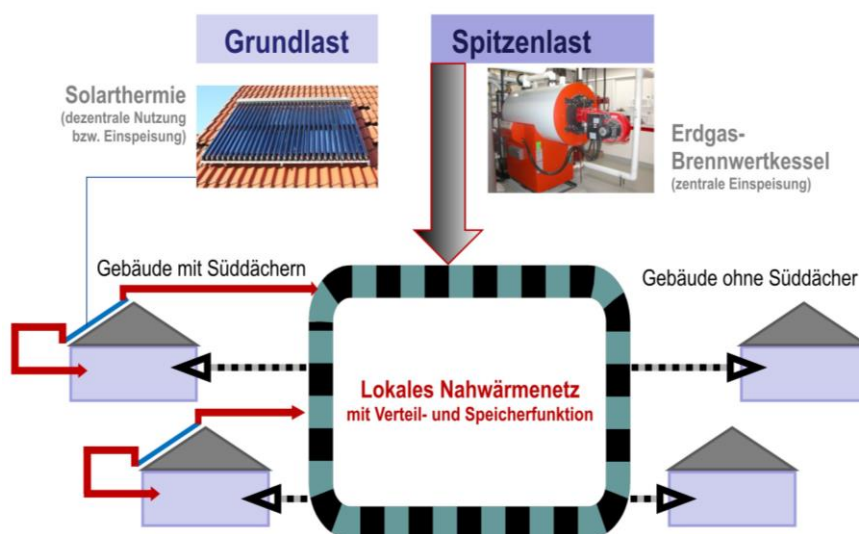 Grundlast
Spitzenlast
Solarthermie
(dezentrale Nutzung
bzw. Einspeisung)
Erdgas-
Brennwertkessel
(zentrale Einspeisung)
Gebäude mit Süddächern
Gebäude ohne Süddächer
Lokales Nahwärmenetz
mit Verteil- und Speicherfunktion